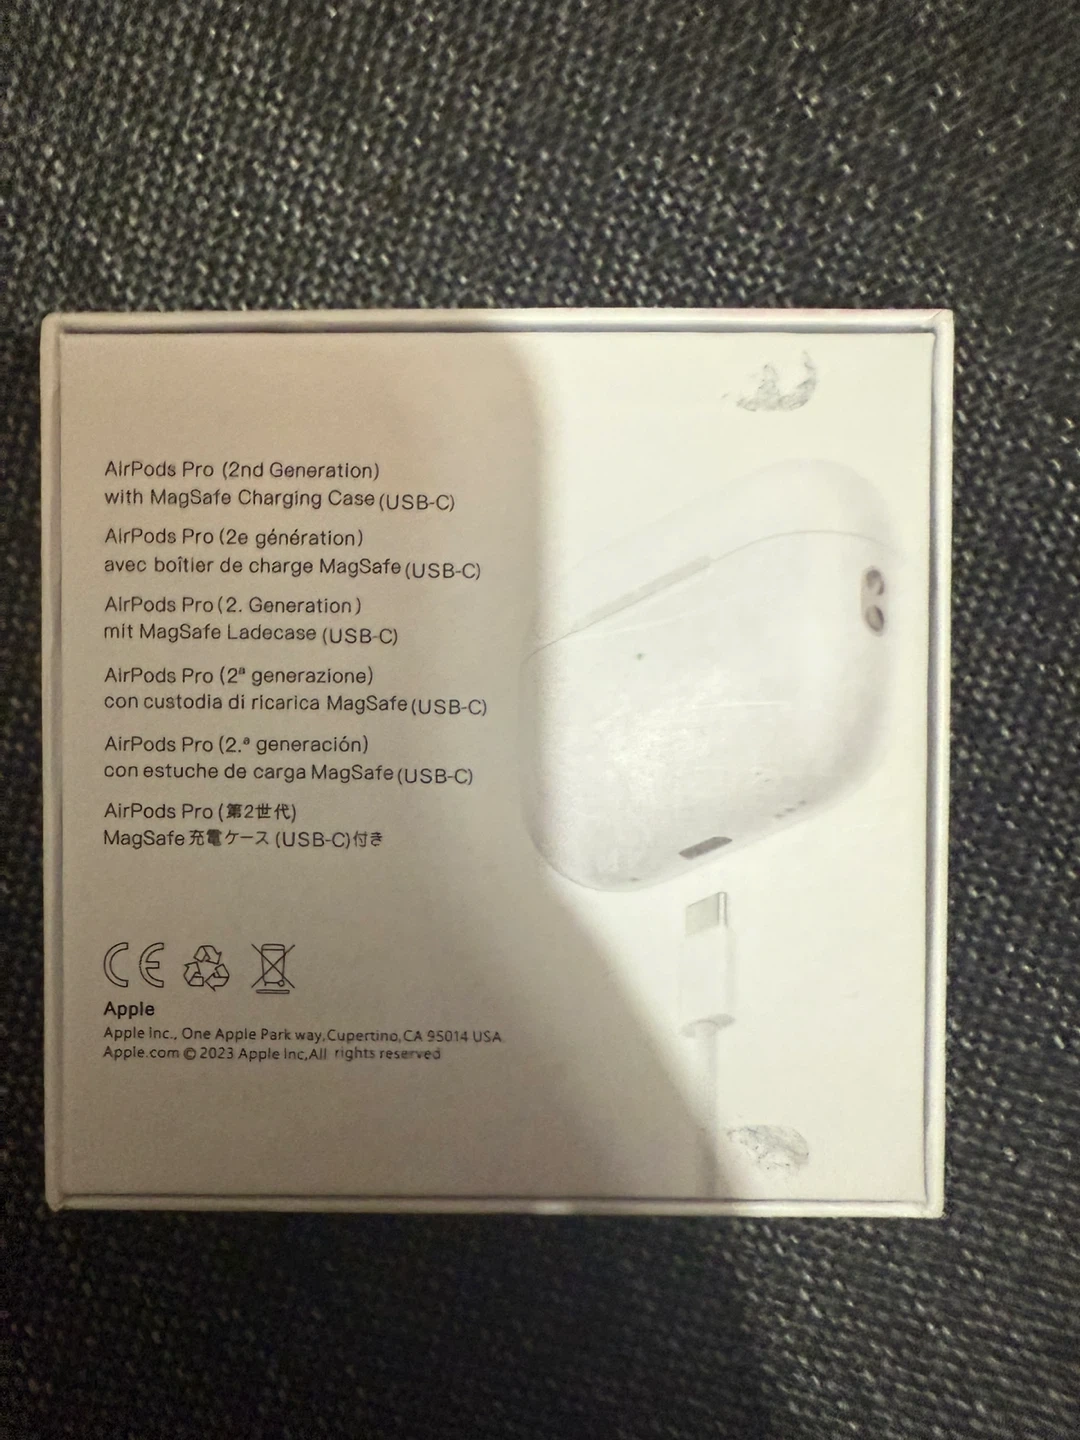 AirPods Pro (2nd Generation)
with MagSafe Charging Case (USB-C)
AirPods Pro (2e génération)
avec boîtier de charge MagSafe (USB-C)
AirPods Pro (2. Generation)
mit MagSafe Ladecase (USB-C)
AirPods Pro (2ª generazione)
con custodia di ricarica MagSafe (USB-C)
AirPods Pro (2.ª generación)
con estuche de carga MagSafe (USB-C)
AirPods Pro (第2世代)
MagSafe充電ケース (USB-C)付き
CE
Apple
Apple Inc., One Apple Park way,Cupertino,CA 95014 USA
Apple.com © 2023 Apple Inc,All rights reserved